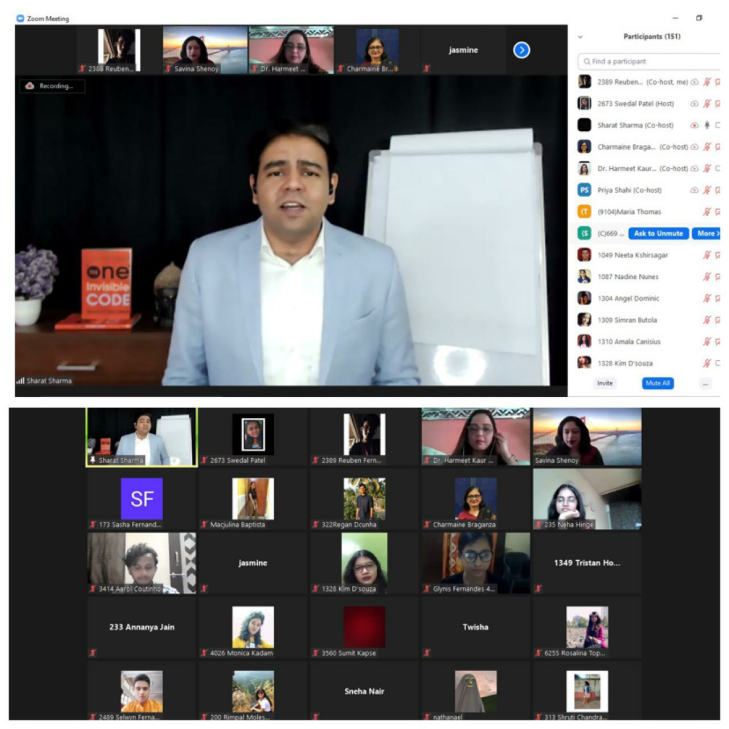 Zoom Meeting
2389 Reuben...
Savina Shenoy
Dr. Harmeet ...
Charmaine Br...
jasmine
Recording...
one
Invisible
CODE
Sharat Sharma
Participants (151)
Find a participant
2389 Reuben... (Co-host, me)
2673 Swedal Patel (Host)
Sharat Sharma (Co-host)
Charmaine Braga... (Co-host)
Dr. Harmeet Kaur... (Co-host)
PS Priya Shahi (Co-host)
(T (9104)Maria Thomas
(S (C)669 ... Ask to Unmute More >
1049 Neeta Kshirsagar
1087 Nadine Nunes
1304 Angel Dominic
1309 Simran Butola
1310 Amala Canisius
1328 Kim D'souza
Invite Mute All ...
Sharat Sharma
2673 Swedal Patel
2389 Reuben Fern...
Dr. Harmeet Kaur ...
Savina Shenoy
SF
173 Sasha Fernand...
Macjulina Baptista
322Regan Dcunha
Charmaine Braganza
235 Neha Hinge
3414 Aarol Coutinho
jasmine
1328 Kim D'souza
Glynis Fernandes 4...
1349 Tristan Ho...
233 Annanya Jain
4026 Monica Kadam
3560 Sumit Kapse
Twisha
6255 Rosalina Top...
2489 Selwyn Ferna...
200 Rimpal Moles...
Sneha Nair
nathanael
313 Shruti Chandra...